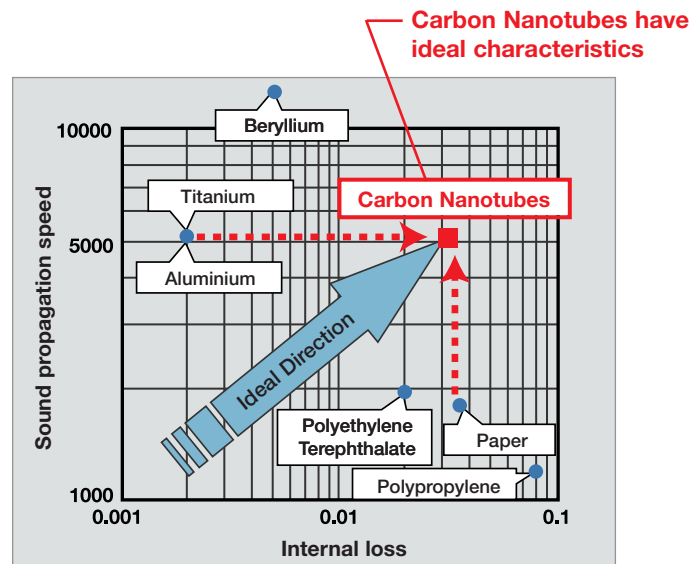 Carbon Nanotubes have
ideal characteristics
Beryllium
10000
Titanium
Carbon Nanotubes
5000
Aluminium
Sound propagation speed
Ideal Direction
Polyethylene
Terephthalate
Paper
Polypropylene
1000
0.001
0.01
0.1
Internal loss